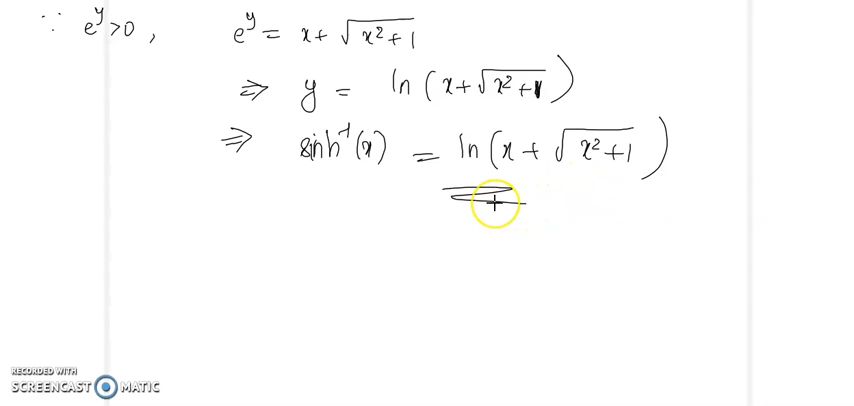 ∵ e^y > 0, e^y = x + √(x² + 1)
⇒ y = ln(x + √(x² + 1))
⇒ sinh⁻¹(x) = ln(x + √(x² + 1))
RECORDED WITH
SCREENCAST MATIC